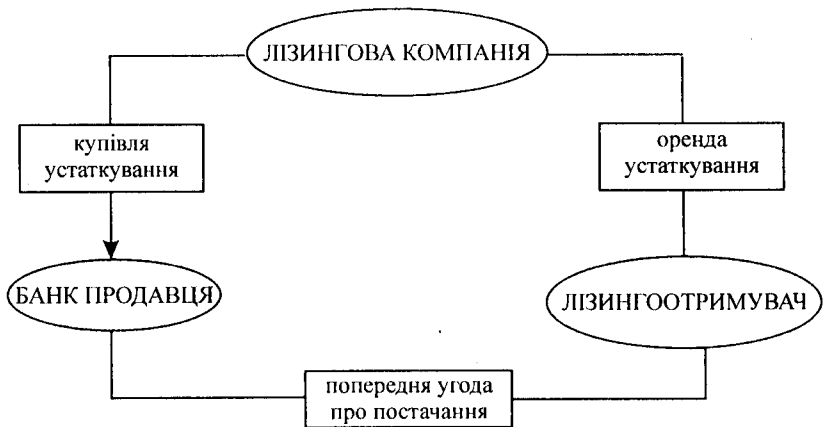 ЛІЗИНГОВА КОМПАНІЯ
купівля
устаткування
оренда
устаткування
БАНК ПРОДАВЦЯ
ЛІЗИНГООТРИМУВАЧ
попередня угода
про постачання